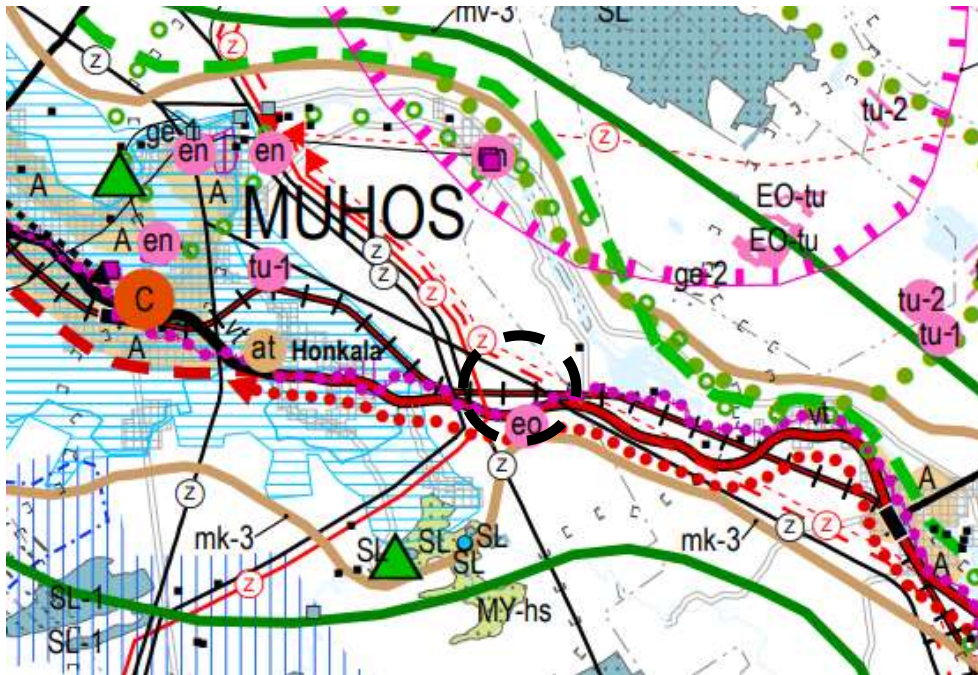 mv-3
SL
z
z
tu-2
ge-1
en
en
z
A
A
EO-tu
MUHOS
EO-tu
A
en
z
tu-1
z
ge-2
tu-2
z
C
tu-1
z
vt
A
at
Honkala
eo
vt
A
z
z
mk-3
SL
SL
SL
SL
mk-3
z
z
A
z
SL-1
MY-hs
SL-1